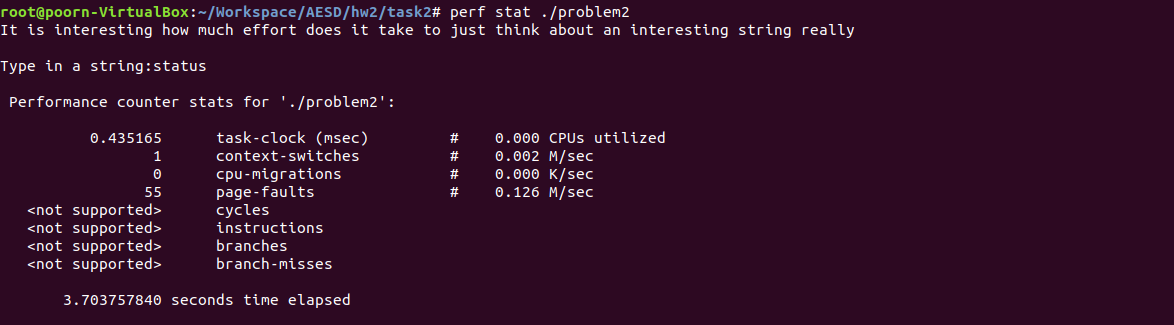 root@poorn-VirtualBox:~/Workspace/AESD/hw2/task2# perf stat ./problem2
It is interesting how much effort does it take to just think about an interesting string really
Type in a string:status
Performance counter stats for './problem2':
0.435165 task-clock (msec) # 0.000 CPUs utilized
1 context-switches # 0.002 M/sec
0 cpu-migrations # 0.000 K/sec
55 page-faults # 0.126 M/sec
<not supported> cycles
<not supported> instructions
<not supported> branches
<not supported> branch-misses
3.703757840 seconds time elapsed